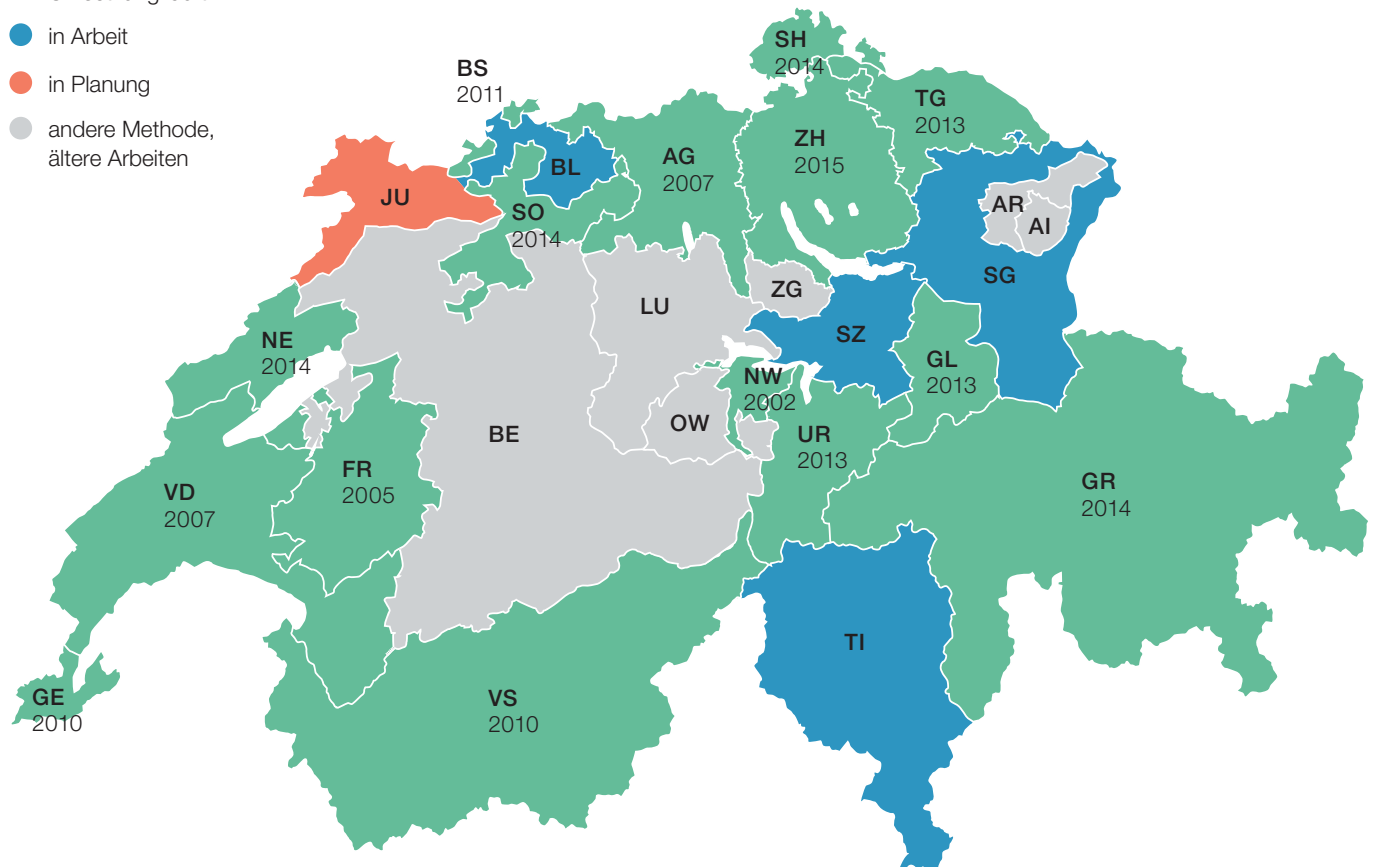 in Arbeit
in Planung
andere Methode,
ältere Arbeiten
SH
2014
BS
2011
TG
2013
ZH
2015
AG
2007
BL
JU
SO
2014
AR
AI
SG
ZG
LU
SZ
NE
2014
GL
2013
NW
2002
OW
BE
UR
2013
FR
2005
VD
2007
GR
2014
TI
GE
2010
VS
2010